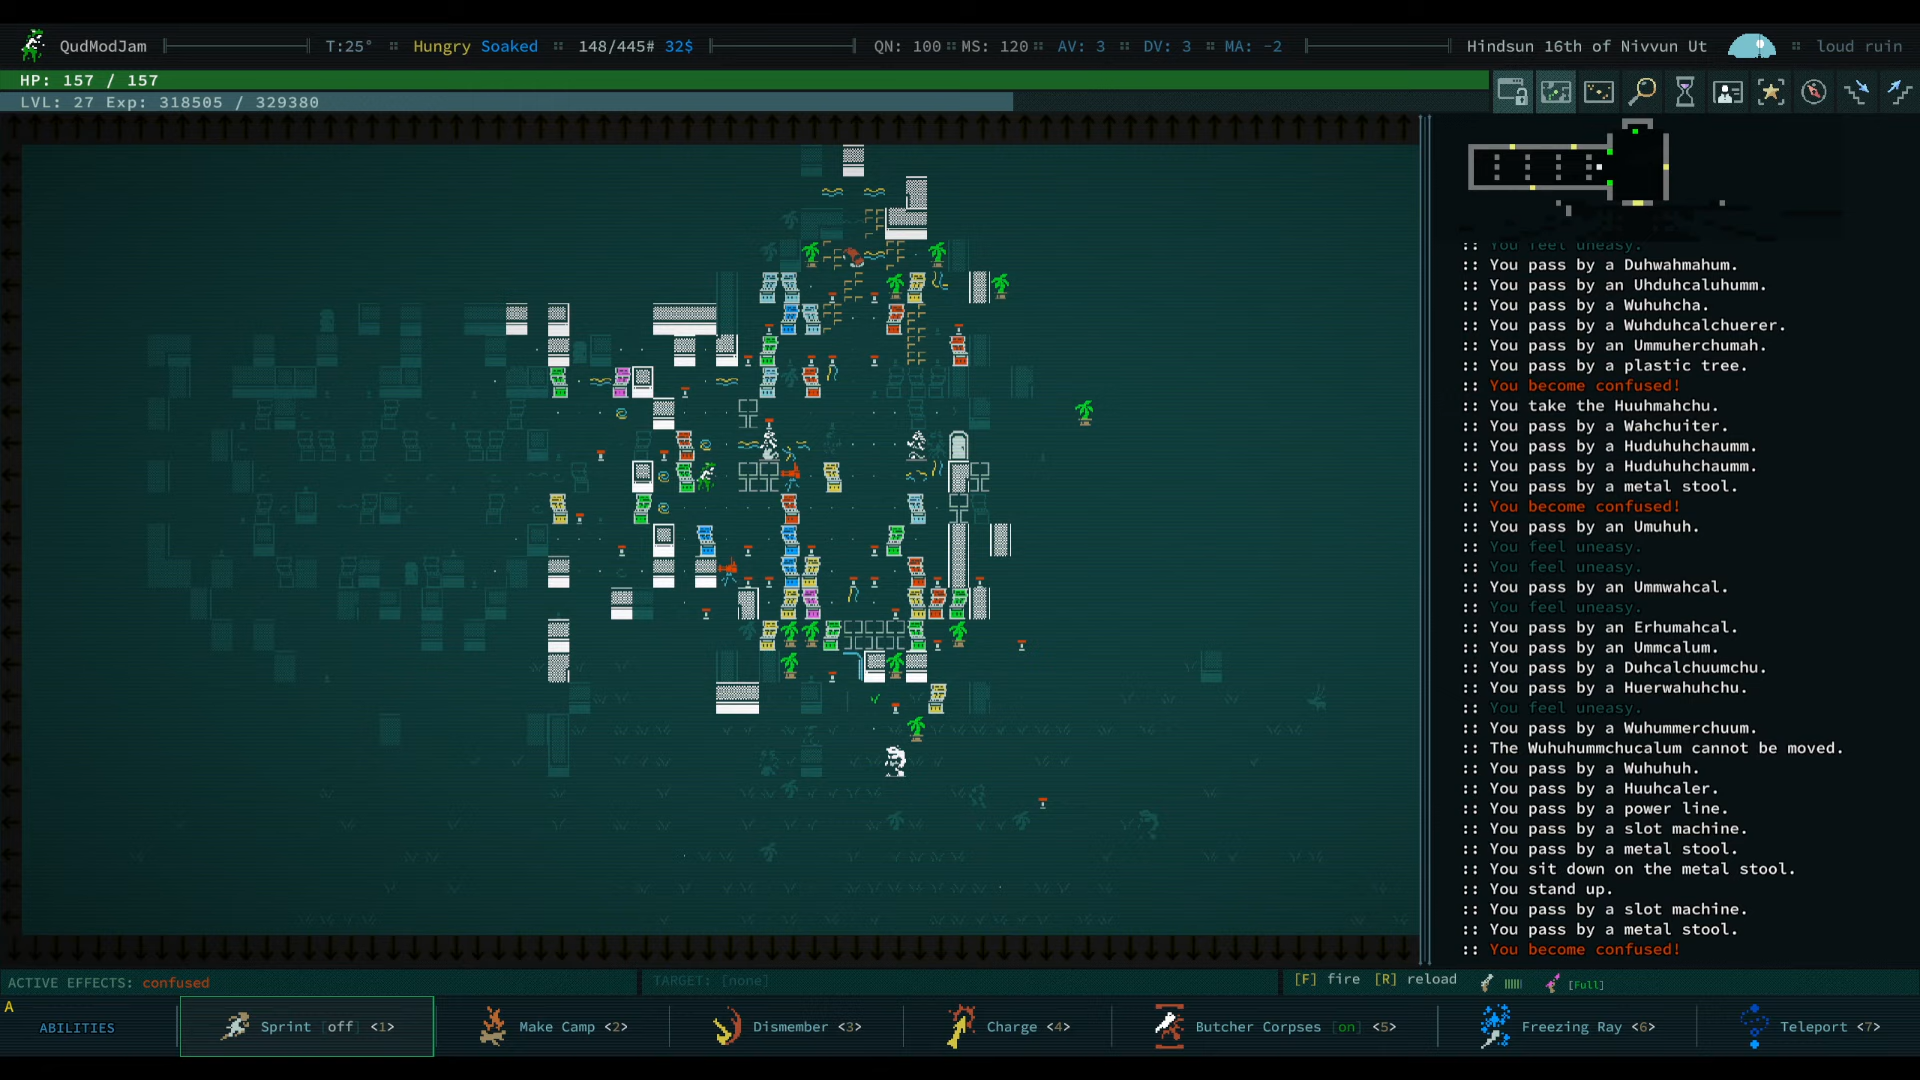 QudModJam
T:25° Hungry Soaked 148/445# 32$
QN: 100 MS: 120 AV: 3 DV: 3 MA: -2
Hindsun 16th of Nivvun Ut
loud ruin
HP: 157 / 157
LVL: 27 Exp: 318505 / 329380
:: You feel uneasy.
:: You pass by a Duhwahmahum.
:: You pass by an Uhduhcaluhumm.
:: You pass by a Wuhuhcha.
:: You pass by a Wuhduhcalchuerer.
:: You pass by an Ummuherchumah.
:: You pass by a plastic tree.
:: You become confused!
:: You take the Huuhmahchu.
:: You pass by a Wahchuiter.
:: You pass by a Huduhuhchaumm.
:: You pass by a Huduhuhchaumm.
:: You pass by a metal stool.
:: You become confused!
:: You pass by an Umuhuh.
:: You feel uneasy.
:: You feel uneasy.
:: You pass by an Ummwahcal.
:: You feel uneasy.
:: You pass by an Erhumahcal.
:: You pass by an Ummcalum.
:: You pass by a Duhcalchuumchu.
:: You pass by a Huerwahuhchu.
:: You feel uneasy.
:: You pass by a Wuhummerchuum.
:: The Wuhuhummchucalum cannot be moved.
:: You pass by a Wuhuhuh.
:: You pass by a Huuhcaler.
:: You pass by a power line.
:: You pass by a slot machine.
:: You pass by a metal stool.
:: You sit down on the metal stool.
:: You stand up.
:: You pass by a slot machine.
:: You pass by a metal stool.
:: You become confused!
ACTIVE EFFECTS: confused
TARGET: [none]
[F] fire [R] reload
[Full]
A
ABILITIES
Sprint [off] <1>
Make Camp <2>
Dismember <3>
Charge <4>
Butcher Corpses [on] <5>
Freezing Ray <6>
Teleport <7>